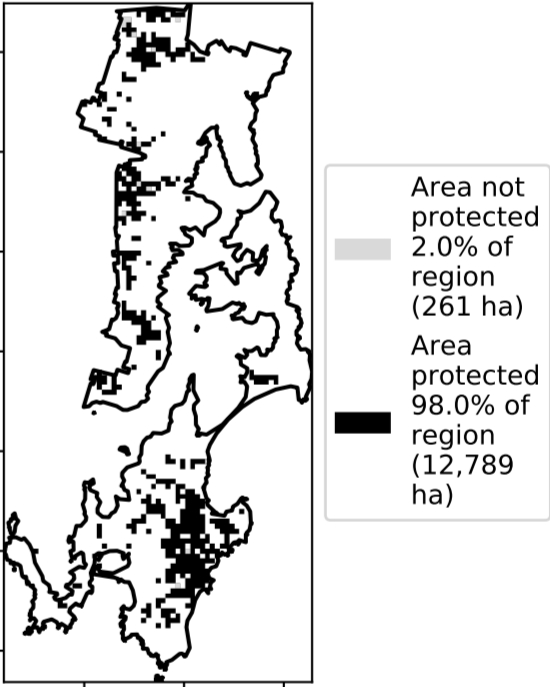 Area not
protected
2.0% of
region
(261 ha)
Area
protected
98.0% of
region
(12,789
ha)